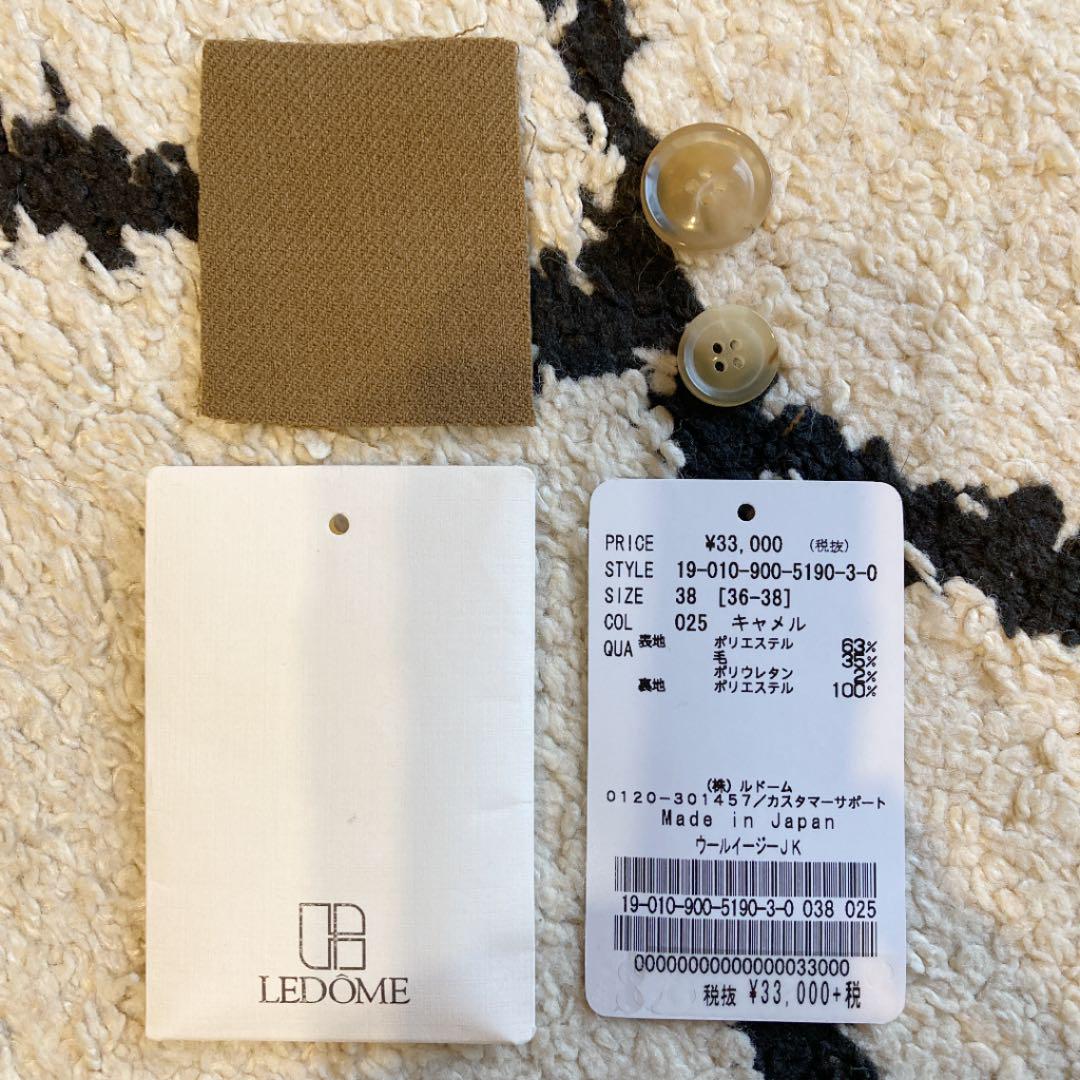 LEDÔME
PRICE ¥33,000 (税抜)
STYLE 19-010-900-5190-3-0
SIZE 38 [36-38]
COL 025 キャメル
QUA 表地 ポリエステル 63%
毛 35%
ポリウレタン 2%
裏地 ポリエステル 100%
(株)ルドーム
0120-301457/カスタマーサポート
Made in Japan
ウールイージーJK
19-010-900-5190-3-0 038 025
00000000000000033000
税抜 ¥33,000+税